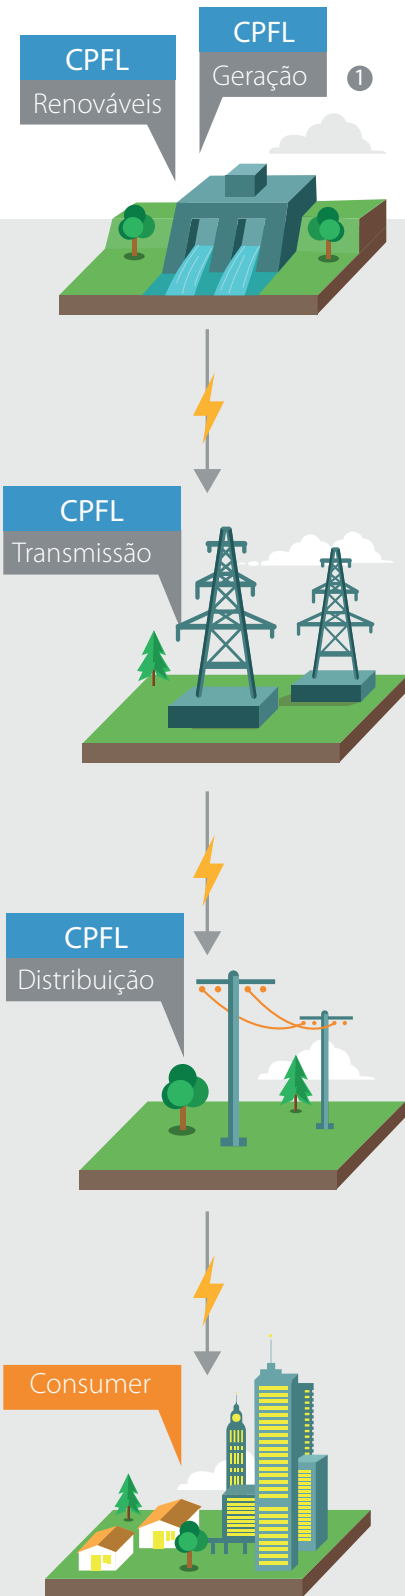 CPFL
Renováveis
CPFL
Geração
1
CPFL
Transmissão
CPFL
Distribuição
Consumer